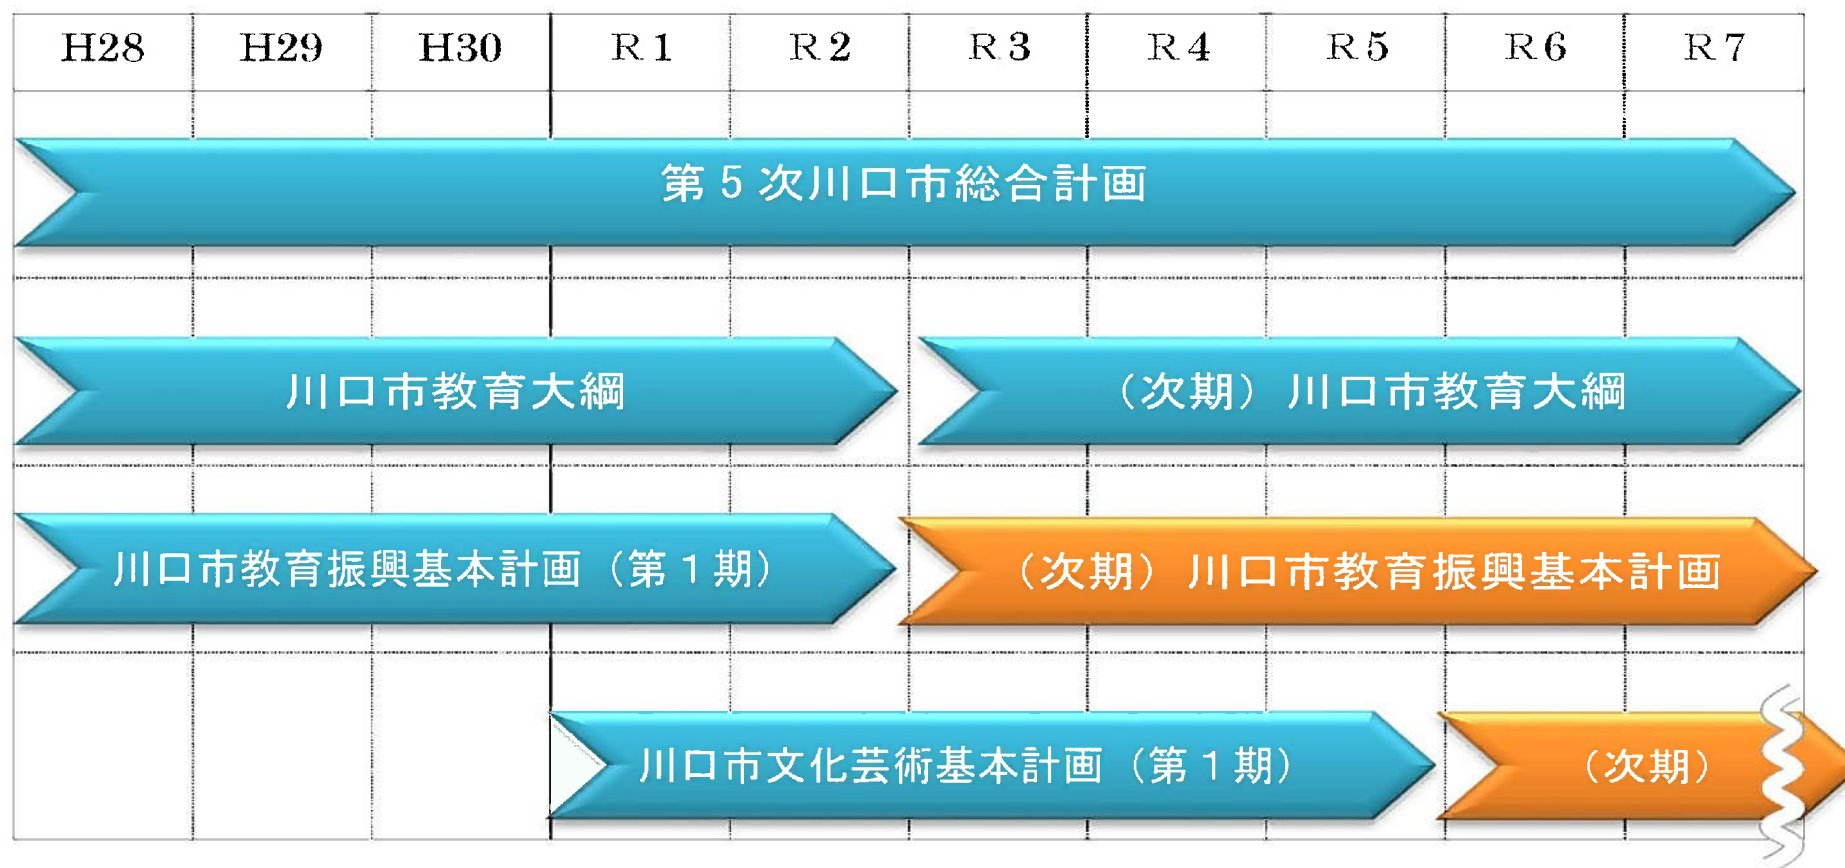 H28 H29 H30 R1 R2 R3 R4 R5 R6 R7
第5次川口市総合計画
川口市教育大綱 （次期）川口市教育大綱
川口市教育振興基本計画（第1期） （次期）川口市教育振興基本計画
川口市文化芸術基本計画（第1期） （次期）